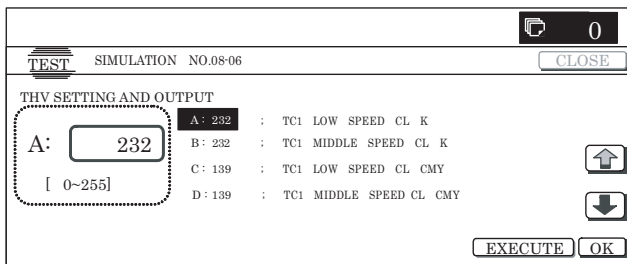 0
TEST SIMULATION NO.08-06 CLOSE
THV SETTING AND OUTPUT
A: 232 ; TC1 LOW SPEED CL K
A: 232
B: 232 ; TC1 MIDDLE SPEED CL K
C: 139 ; TC1 LOW SPEED CL CMY
[ 0~255]
D: 139 ; TC1 MIDDLE SPEED CL CMY
EXECUTE OK